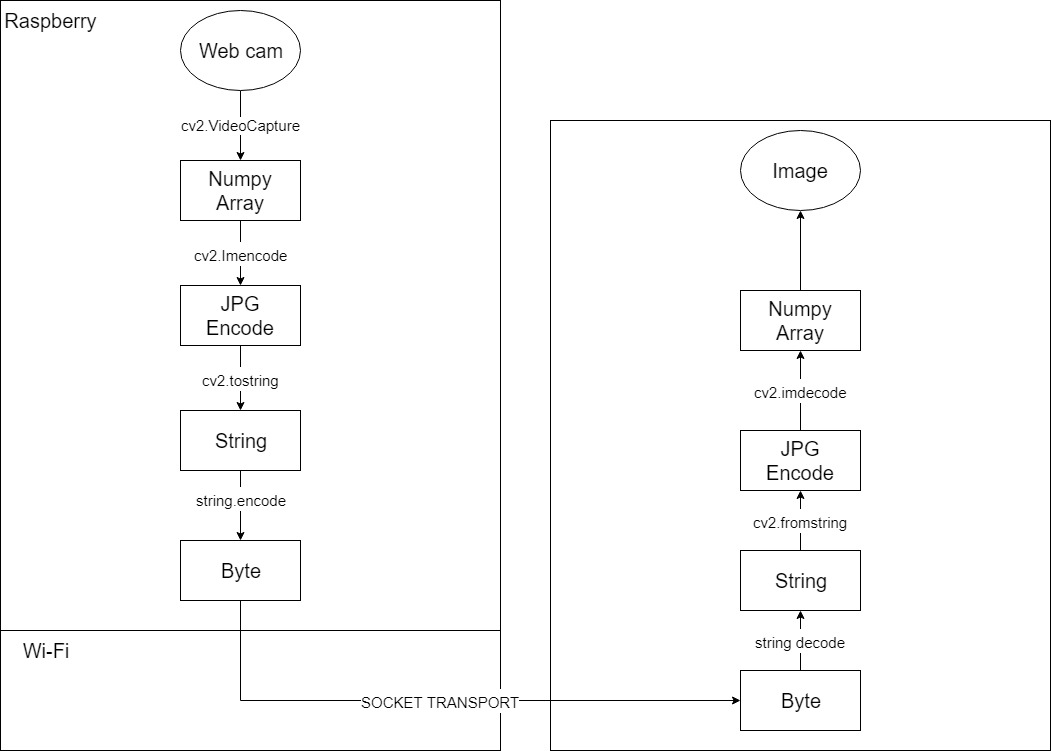 Raspberry
Web cam
cv2.VideoCapture
Numpy
Array
cv2.Imencode
JPG
Encode
cv2.tostring
String
string.encode
Byte
Wi-Fi
SOCKET TRANSPORT
Image
Numpy
Array
cv2.imdecode
JPG
Encode
cv2.fromstring
String
string decode
Byte